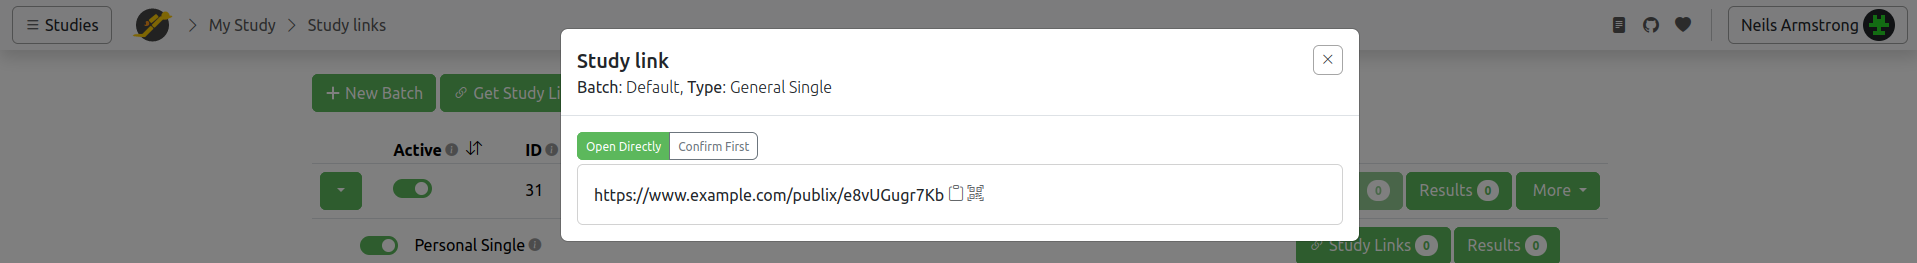 Studies
My Study
Study links
Neils Armstrong
Study link
Batch: Default, Type: General Single
New Batch
Get Study Li
Open Directly
Confirm First
Active
ID
https://www.example.com/publix/e8vUGugr7Kb
31
0
Results 0
More
Personal Single
Study Links 0
Results 0